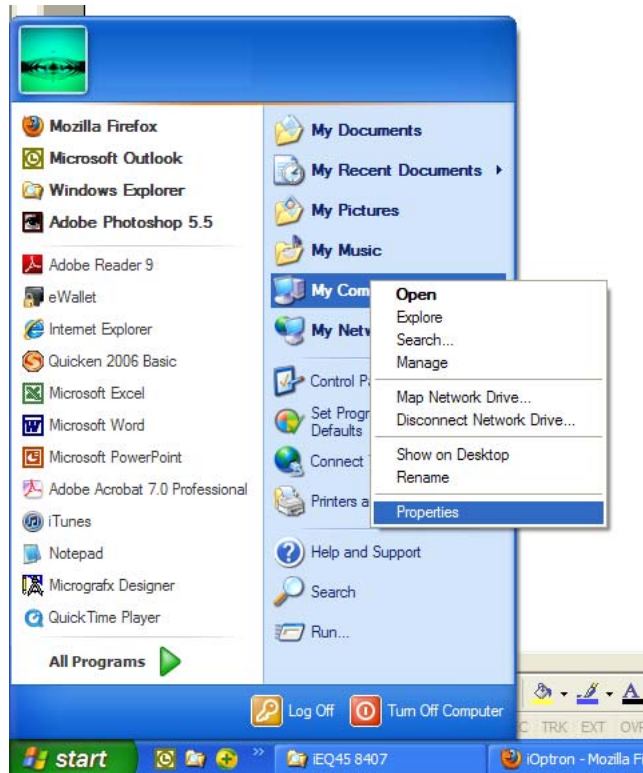 Mozilla Firefox
Microsoft Outlook
Windows Explorer
Adobe Photoshop 5.5
Adobe Reader 9
eWallet
Internet Explorer
Quicken 2006 Basic
Microsoft Excel
Microsoft Word
Microsoft PowerPoint
Adobe Acrobat 7.0 Professional
iTunes
Notepad
Micrografx Designer
QuickTime Player
All Programs
My Documents
My Recent Documents
My Pictures
My Music
My Com
My Netw
Control Pa
Set Progr
Defaults
Connect
Printers a
Help and Support
Search
Run...
Open
Explore
Search...
Manage
Map Network Drive...
Disconnect Network Drive...
Show on Desktop
Rename
Properties
Log Off
Turn Off Computer
TRK EXT OVR
start
iEQ45 8407
iOptron - Mozilla F